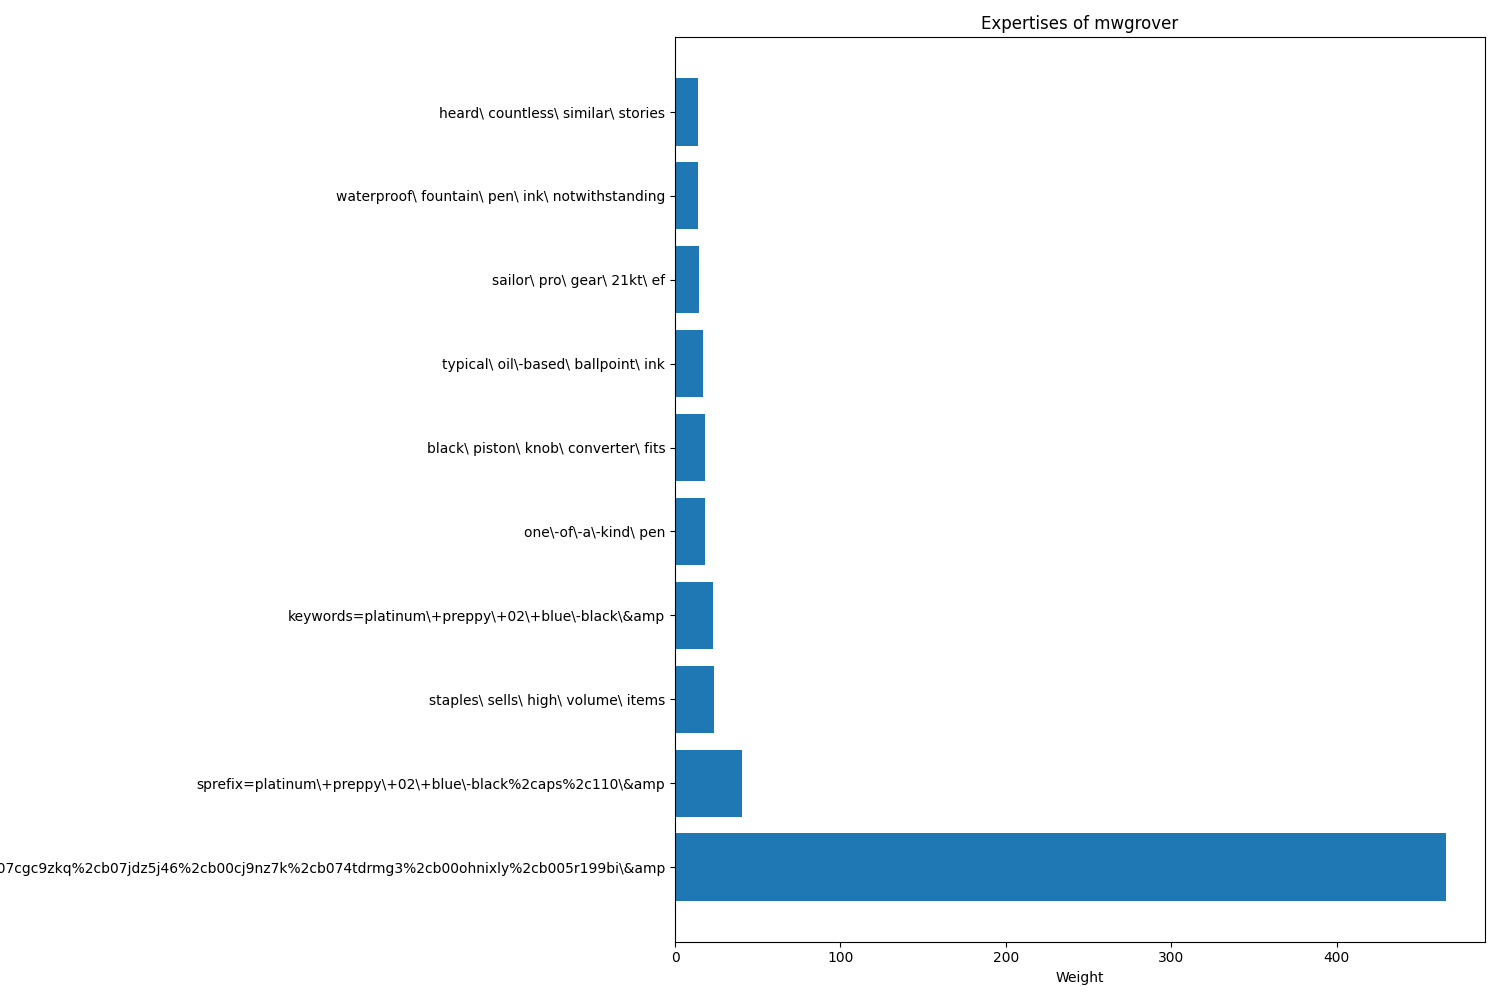 Expertises of mwgrover
heard\ countless\ similar\ stories
waterproof\ fountain\ pen\ ink\ notwithstanding
sailor\ pro\ gear\ 21kt\ ef
typical\ oil\-based\ ballpoint\ ink
black\ piston\ knob\ converter\ fits
one\-of\-a\-kind\ pen
keywords=platinum\+preppy\+02\+blue\-black\&amp
staples\ sells\ high\ volume\ items
sprefix=platinum\+preppy\+02\+blue\-black%2caps%2c110\&amp
07cgc9zkq%2cb07jdz5j46%2cb00cj9nz7k%2cb074tdrmg3%2cb00ohnixly%2cb005r199bi\&amp
0 100 200 300 400
Weight